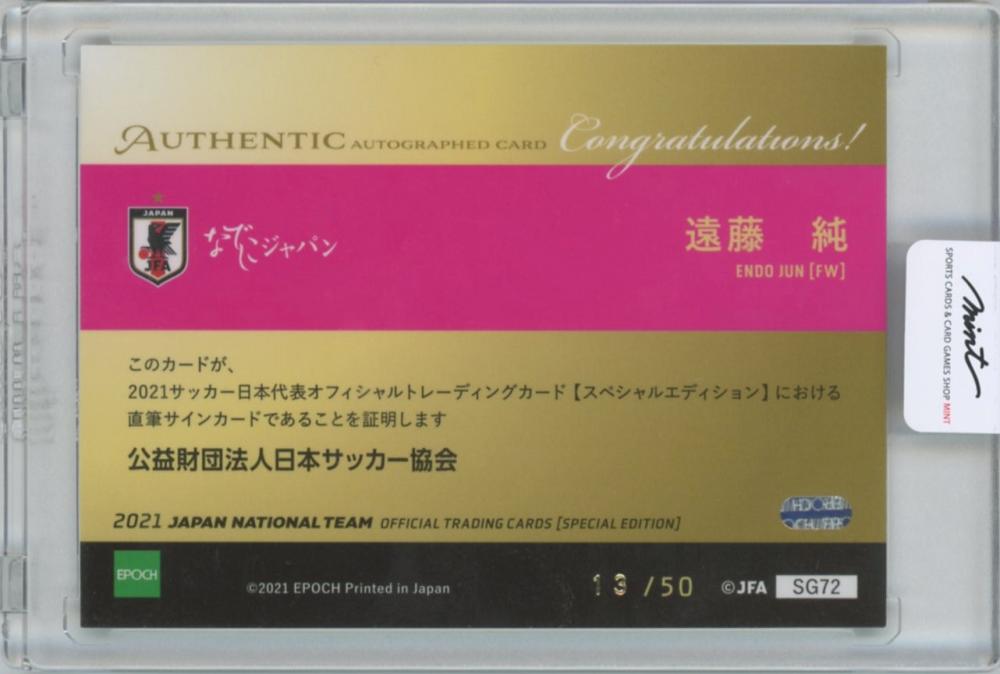 AUTHENTIC AUTOGRAPHED CARD Congratulations!
JAPAN
JFA
なでしこジャパン
遠藤 純
ENDO JUN [FW]
このカードが、
2021サッカー日本代表オフィシャルトレーディングカード【スペシャルエディション】における
直筆サインカードであることを証明します
公益財団法人日本サッカー協会
2021 JAPAN NATIONAL TEAM OFFICIAL TRADING CARDS [SPECIAL EDITION]
EPOCH
©2021 EPOCH Printed in Japan
13 /50
©JFA
SG72
mint
SPORTS CARDS & CARD GAMES SHOP MINT